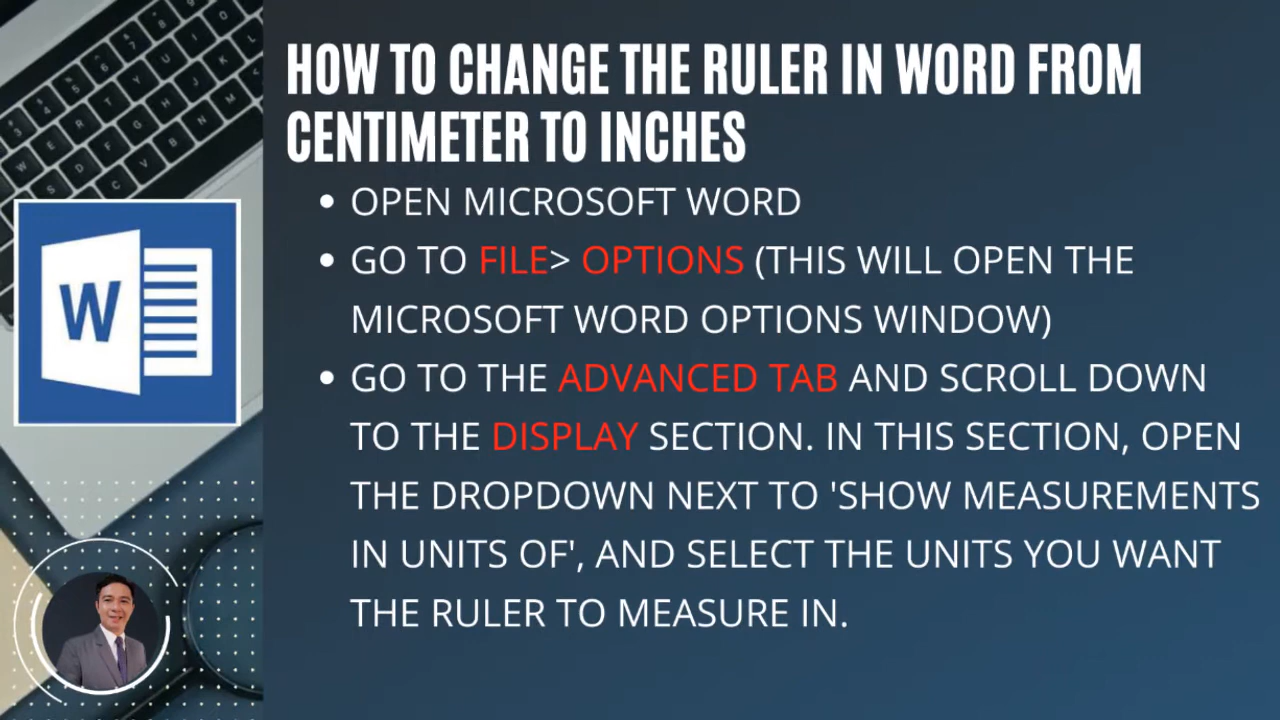 HOW TO CHANGE THE RULER IN WORD FROM
CENTIMETER TO INCHES
OPEN MICROSOFT WORD
GO TO FILE> OPTIONS (THIS WILL OPEN THE
MICROSOFT WORD OPTIONS WINDOW)
GO TO THE ADVANCED TAB AND SCROLL DOWN
TO THE DISPLAY SECTION. IN THIS SECTION, OPEN
THE DROPDOWN NEXT TO 'SHOW MEASUREMENTS
IN UNITS OF', AND SELECT THE UNITS YOU WANT
THE RULER TO MEASURE IN.
W